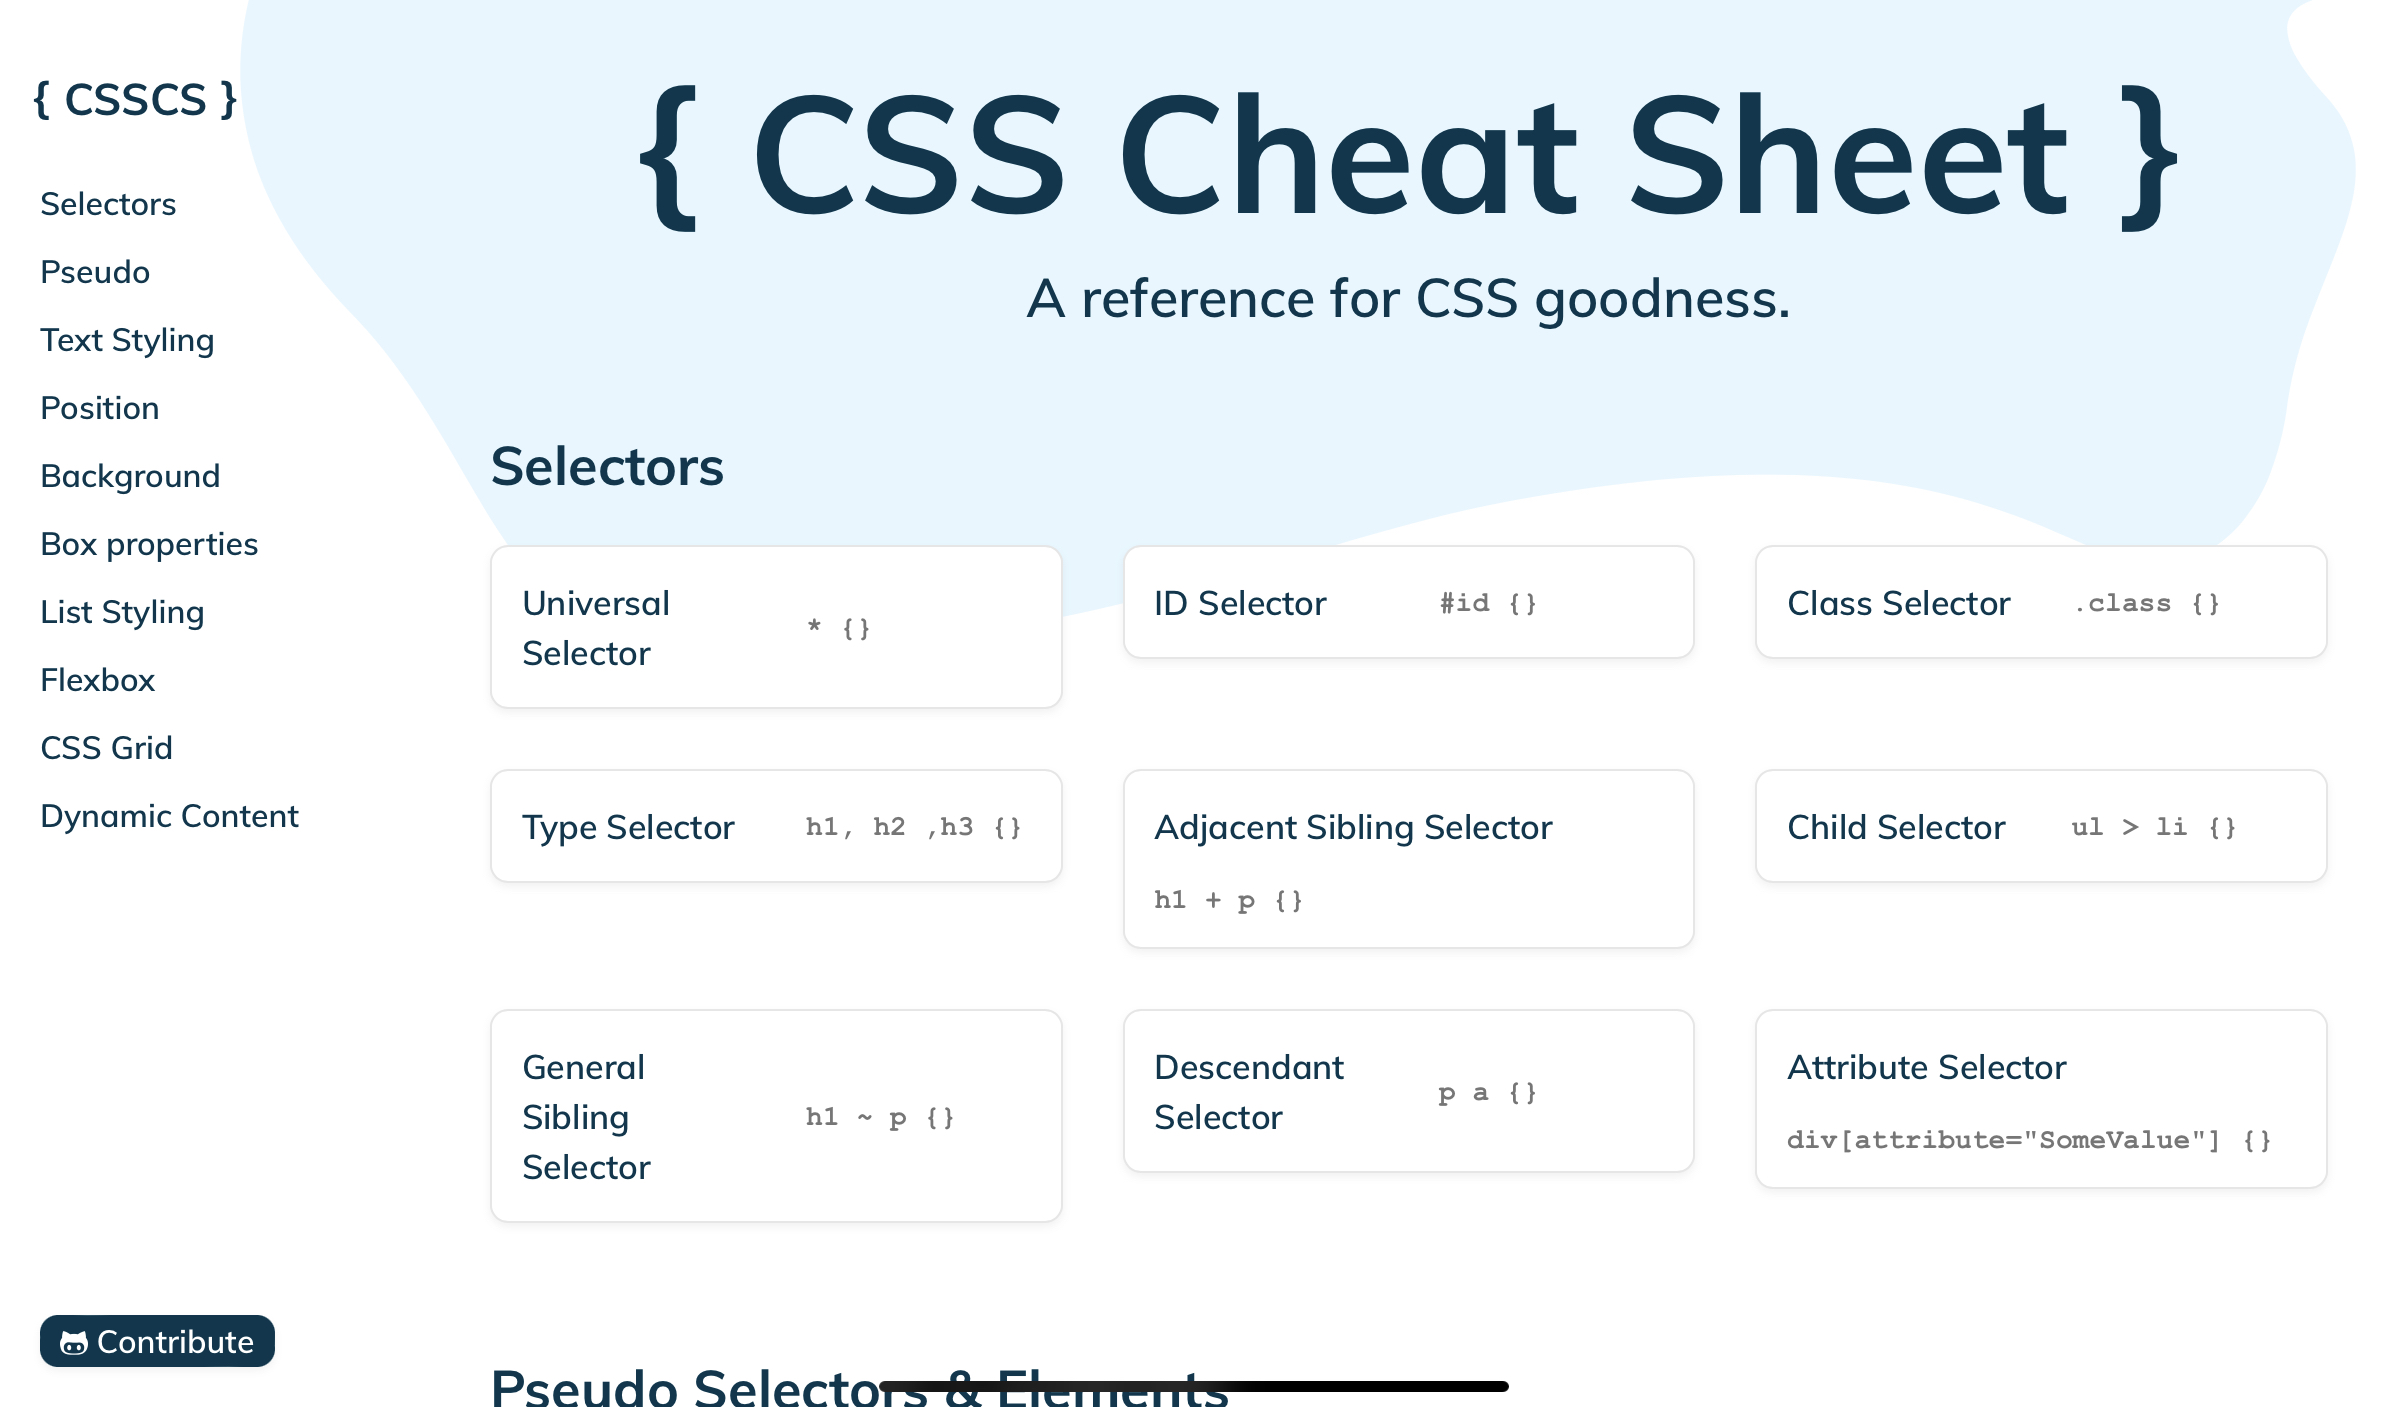 { CSSCS }
Selectors
Pseudo
Text Styling
Position
Background
Box properties
List Styling
Flexbox
CSS Grid
Dynamic Content
Contribute
{ CSS Cheat Sheet }
A reference for CSS goodness.
Selectors
Universal
Selector
* {}
ID Selector #id {}
Class Selector .class {}
Type Selector h1, h2 ,h3 {}
Adjacent Sibling Selector
h1 + p {}
Child Selector ul > li {}
General
Sibling
Selector
h1 ~ p {}
Descendant
Selector
p a {}
Attribute Selector
div[attribute="SomeValue"] {}
Pseudo Selectors & Elements